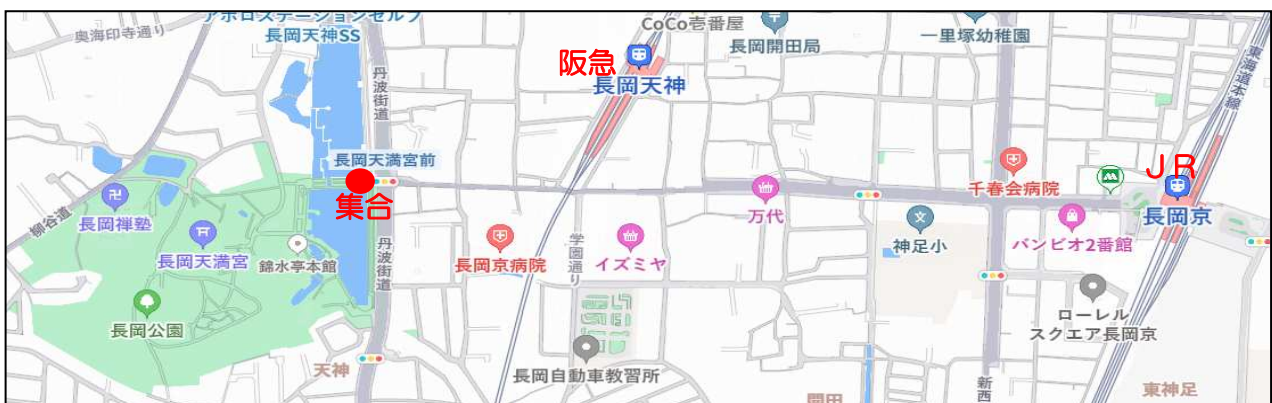 アポロステーションセルフ
長岡天神SS
奥海印寺通り
丹波街道
CoCo壱番屋
長岡開田局
一里塚幼稚園
東海道本線
阪急
長岡天神
長岡天満宮前
集合
柳谷道
長岡禅塾
長岡天満宮
錦水亭本館
長岡公園
丹波街道
天神
長岡京病院
学園通り
イズミヤ
長岡自動車教習所
万代
神足小
千春会病院
JR
長岡京
バンビオ2番館
ローレル
スクエア長岡京
開田
新西
東神足